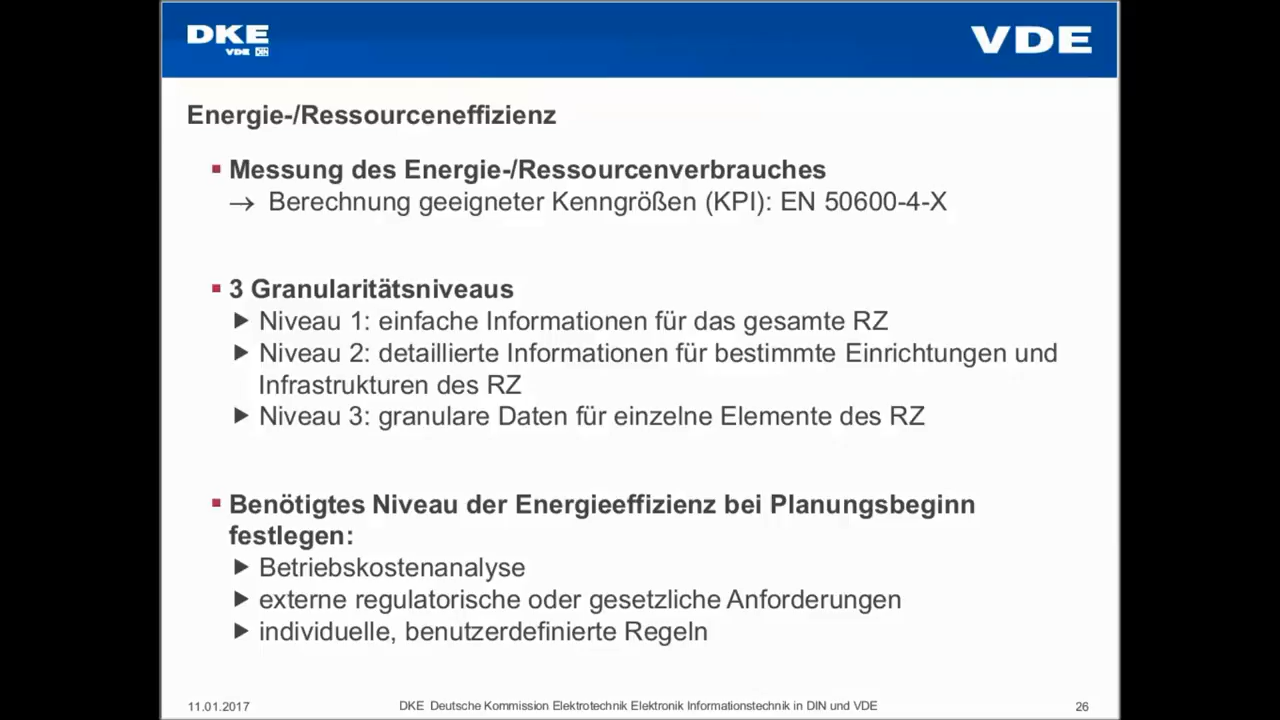 DKE
VDE DIN
VDE
Energie-/Ressourceneffizienz
Messung des Energie-/Ressourcenverbrauches
→ Berechnung geeigneter Kenngrößen (KPI): EN 50600-4-X
3 Granularitätsniveaus
Niveau 1: einfache Informationen für das gesamte RZ
Niveau 2: detaillierte Informationen für bestimmte Einrichtungen und
Infrastrukturen des RZ
Niveau 3: granulare Daten für einzelne Elemente des RZ
Benötigtes Niveau der Energieeffizienz bei Planungsbeginn
festlegen:
Betriebskostenanalyse
externe regulatorische oder gesetzliche Anforderungen
individuelle, benutzerdefinierte Regeln
11.01.2017
DKE Deutsche Kommission Elektrotechnik Elektronik Informationstechnik in DIN und VDE
26